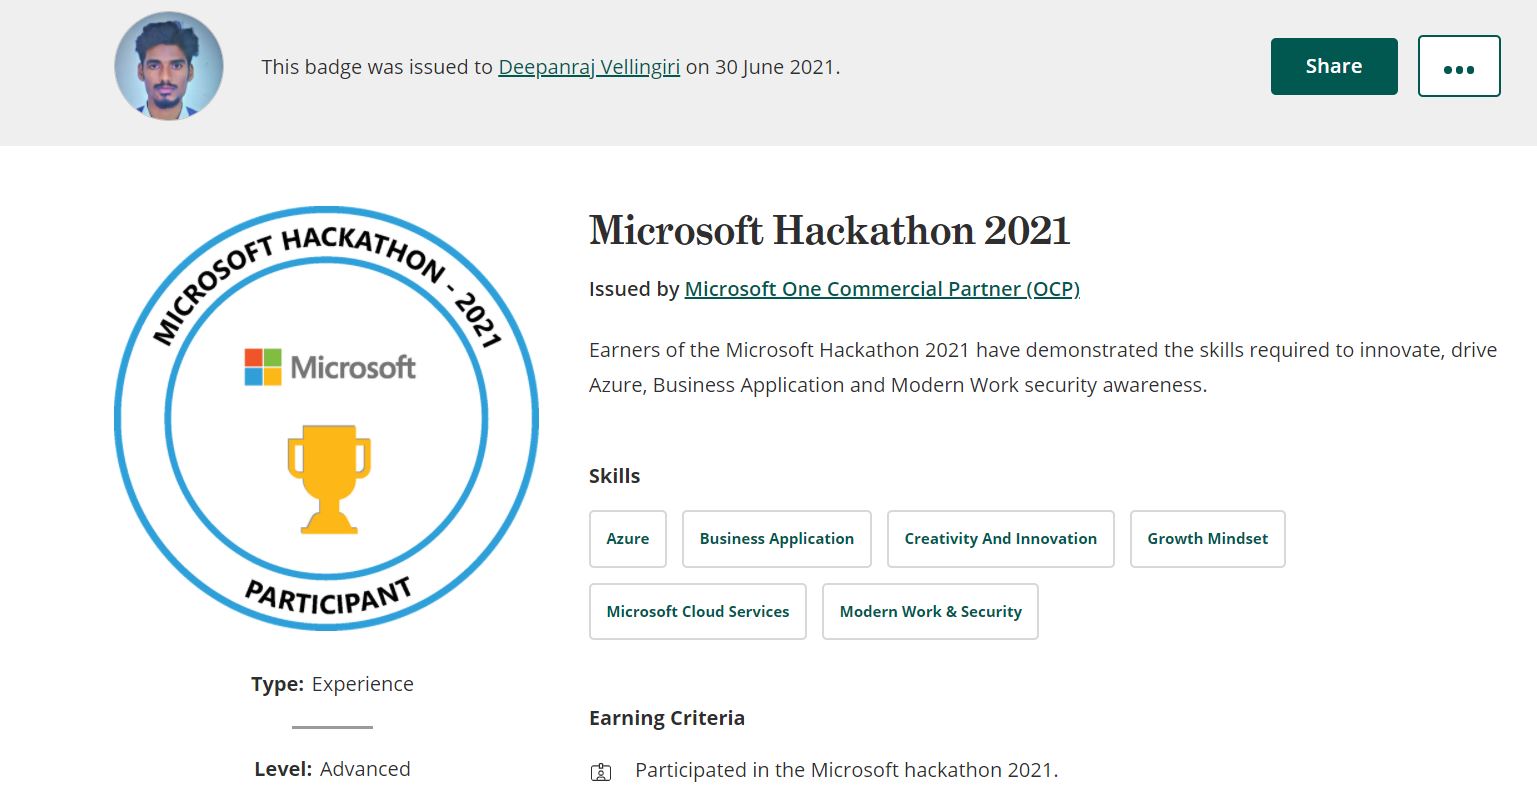 This badge was issued to Deepanraj Vellingiri on 30 June 2021.
Share
MICROSOFT HACKATHON - 2021
Microsoft
PARTICIPANT
Type: Experience
Level: Advanced
Microsoft Hackathon 2021
Issued by Microsoft One Commercial Partner (OCP)
Earners of the Microsoft Hackathon 2021 have demonstrated the skills required to innovate, drive
Azure, Business Application and Modern Work security awareness.
Skills
Azure
Business Application
Creativity And Innovation
Growth Mindset
Microsoft Cloud Services
Modern Work & Security
Earning Criteria
Participated in the Microsoft hackathon 2021.